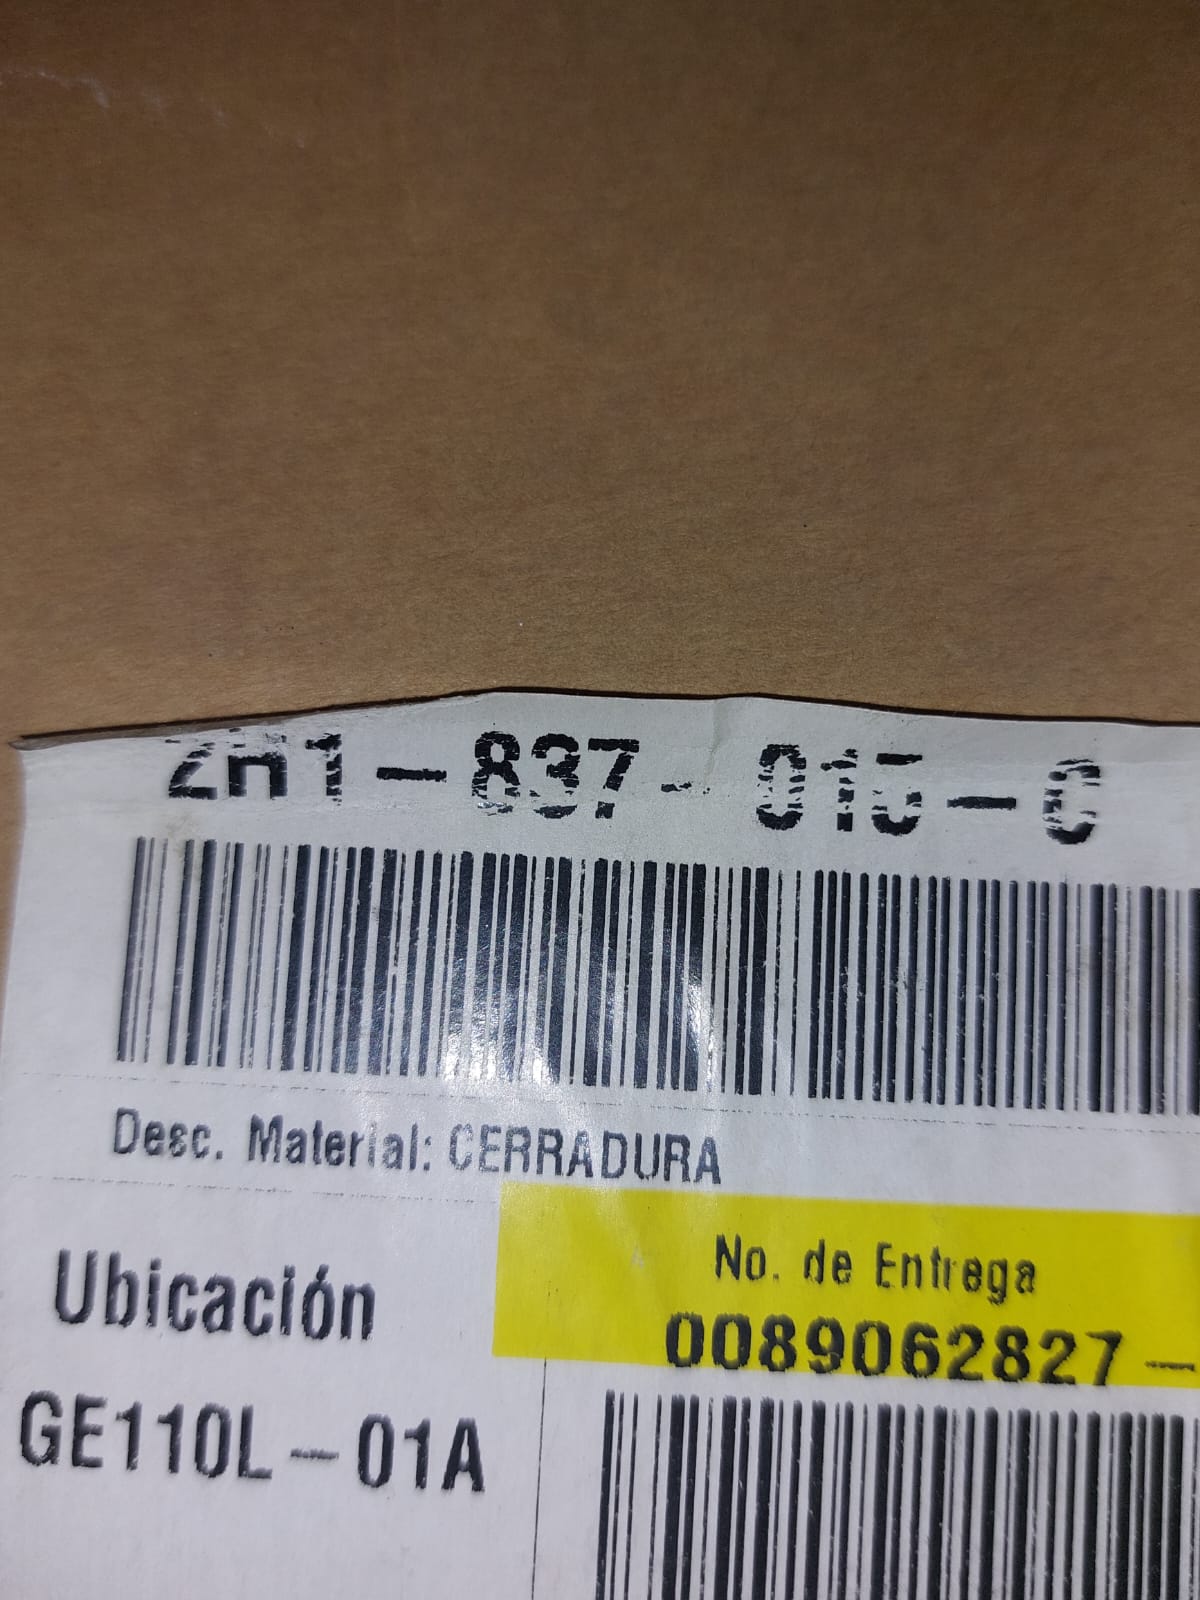 2H1-837-015-C
Desc. Material: CERRADURA
No. de Entrega
Ubicación
0089062827-
GE110L-01A